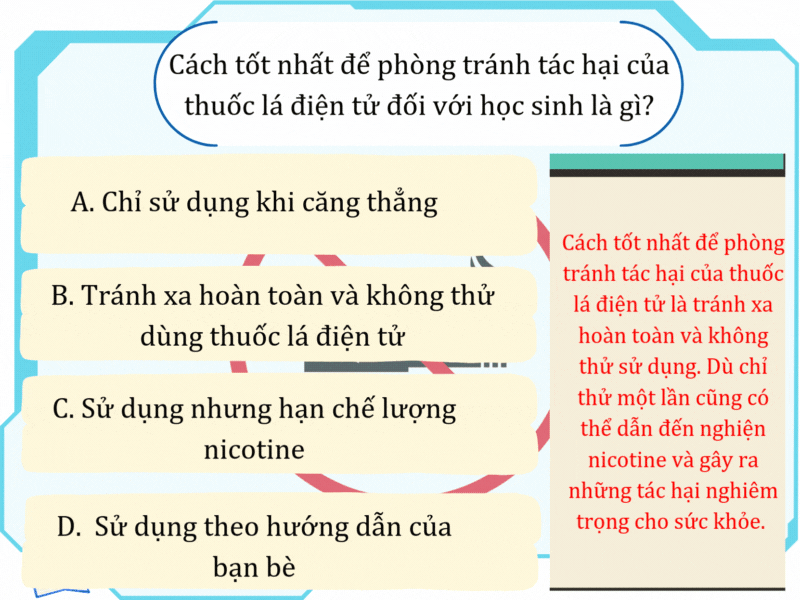 Cách tốt nhất để phòng tránh tác hại của
thuốc lá điện tử đối với học sinh là gì?
A. Chỉ sử dụng khi căng thẳng
B. Tránh xa hoàn toàn và không thử
dùng thuốc lá điện tử
C. Sử dụng nhưng hạn chế lượng
nicotine
D. Sử dụng theo hướng dẫn của
bạn bè
Cách tốt nhất để phòng
tránh tác hại của thuốc
lá điện tử là tránh xa
hoàn toàn và không
thử sử dụng. Dù chỉ
thử một lần cũng có
thể dẫn đến nghiện
nicotine và gây ra
những tác hại nghiêm
trọng cho sức khỏe.